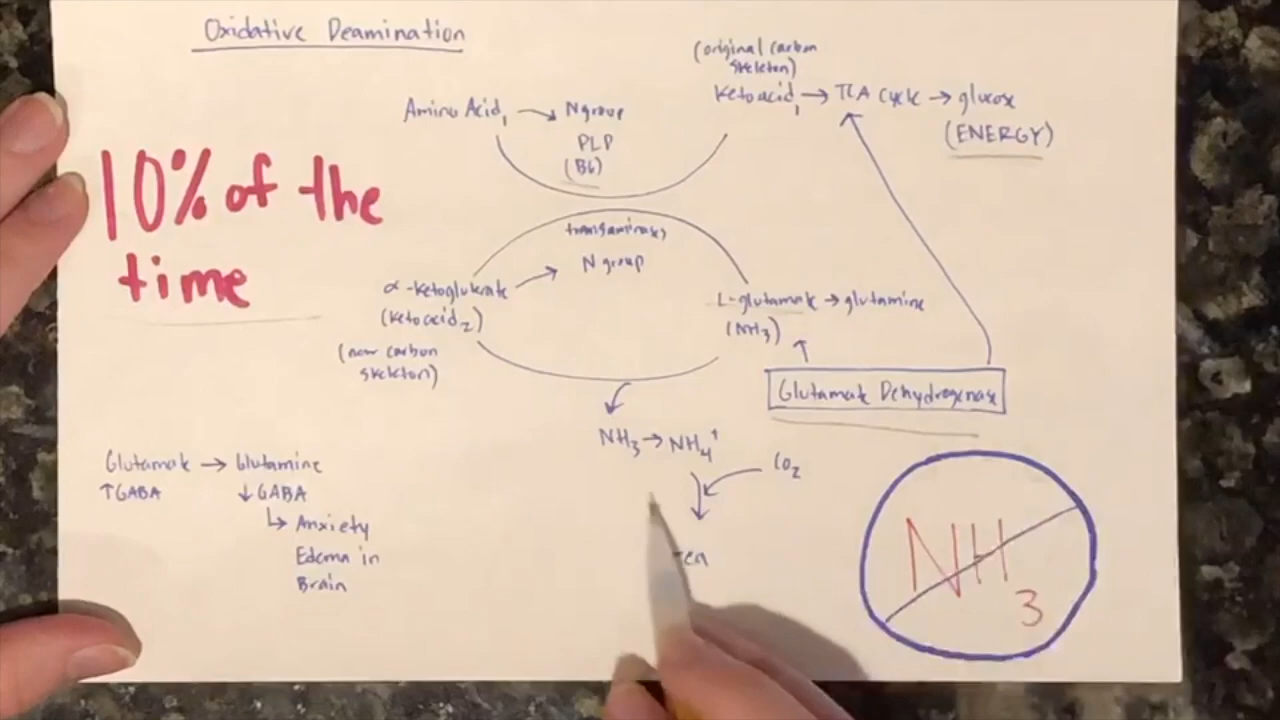 Oxidative Deamination
(original carbon
skeleton)
Amino Acid1 → N group
Ketoacid1 → TCA Cycle → glucose
PLP
(ENERGY)
(B6)
10% of the
time
transaminases
N group
α-ketoglutarate
L-glutamate → glutamine
(Ketoacid2)
(NH3)
(new carbon
skeleton)
Glutamate Dehydrogenase
NH3 → NH4+
CO2
Glutamate → Glutamine
↑GABA
↓GABA
↳ Anxiety
Edema in
Brain
NH3